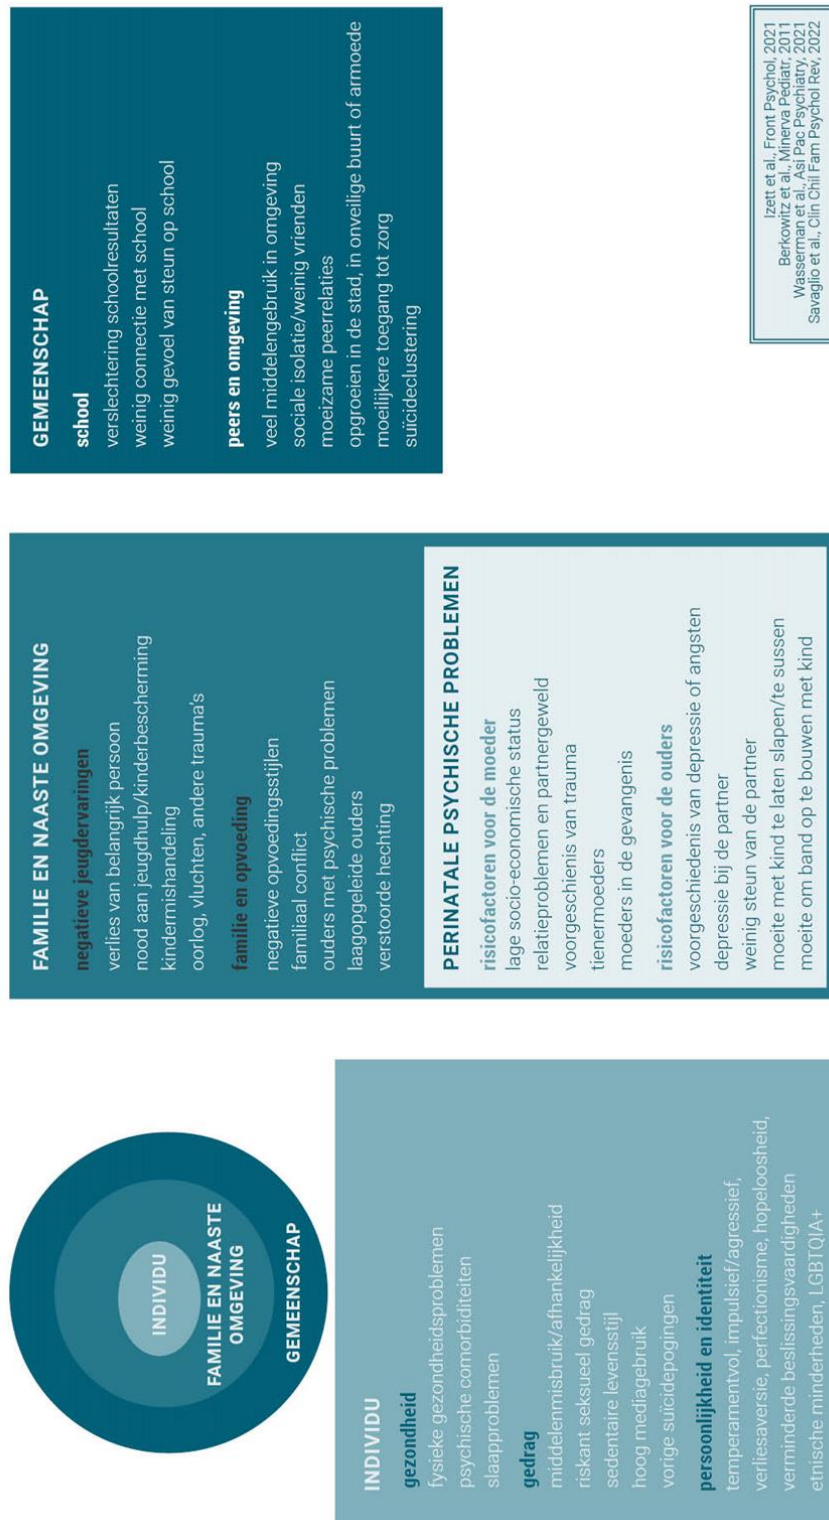 INDIVIDU
FAMILIE EN NAASTE
OMGEVING
GEMEENSCHAP
INDIVIDU
gezondheid
fysieke gezondheidsproblemen
psychische comorbiditeiten
slaapproblemen
gedrag
middelenmisbruik/afhankelijkheid
riskant seksueel gedrag
sedentaire levensstijl
hoog mediagebruik
vorige suïcidepogingen
persoonlijkheid en identiteit
temperamentvol, impulsief/agressief,
verliesaversie, perfectionisme, hopeloosheid,
verminderde beslissingsvaardigheden
etnische minderheden, LGBTQIA+
FAMILIE EN NAASTE OMGEVING
negatieve jeugdervaringen
verlies van belangrijk persoon
nood aan jeugdhulp/kinderbescherming
kindermishandeling
oorlog, vluchten, andere trauma's
familie en opvoeding
negatieve opvoedingsstijlen
familiaal conflict
ouders met psychische problemen
laagopgeleide ouders
verstoorde hechting
PERINATALE PSYCHISCHE PROBLEMEN
risicofactoren voor de moeder
lage socio-economische status
relatieproblemen en partnergeweld
voorgeschienis van trauma
tienermoeders
moeders in de gevangenis
risicofactoren voor de ouders
voorgeschiedenis van depressie of angsten
depressie bij de partner
weinig steun van de partner
moeite met kind te laten slapen/te sussen
moeite om band op te bouwen met kind
GEMEENSCHAP
school
verslechtering schoolresultaten
weinig connectie met school
weinig gevoel van steun op school
peers en omgeving
veel middelengebruik in omgeving
sociale isolatie/weinig vrienden
moeizame peerrelaties
opgroeien in de stad, in onveilige buurt of armoede
moeilijkere toegang tot zorg
suïcideclustering
Izett et al., Front Psychol, 2021
Berkowitz et al., Minerva Pediatr, 2011
Wasserman et al., Asi Pac Psychiatry, 2021
Savaglio et al., Clin Chil Fam Psychol Rev, 2022